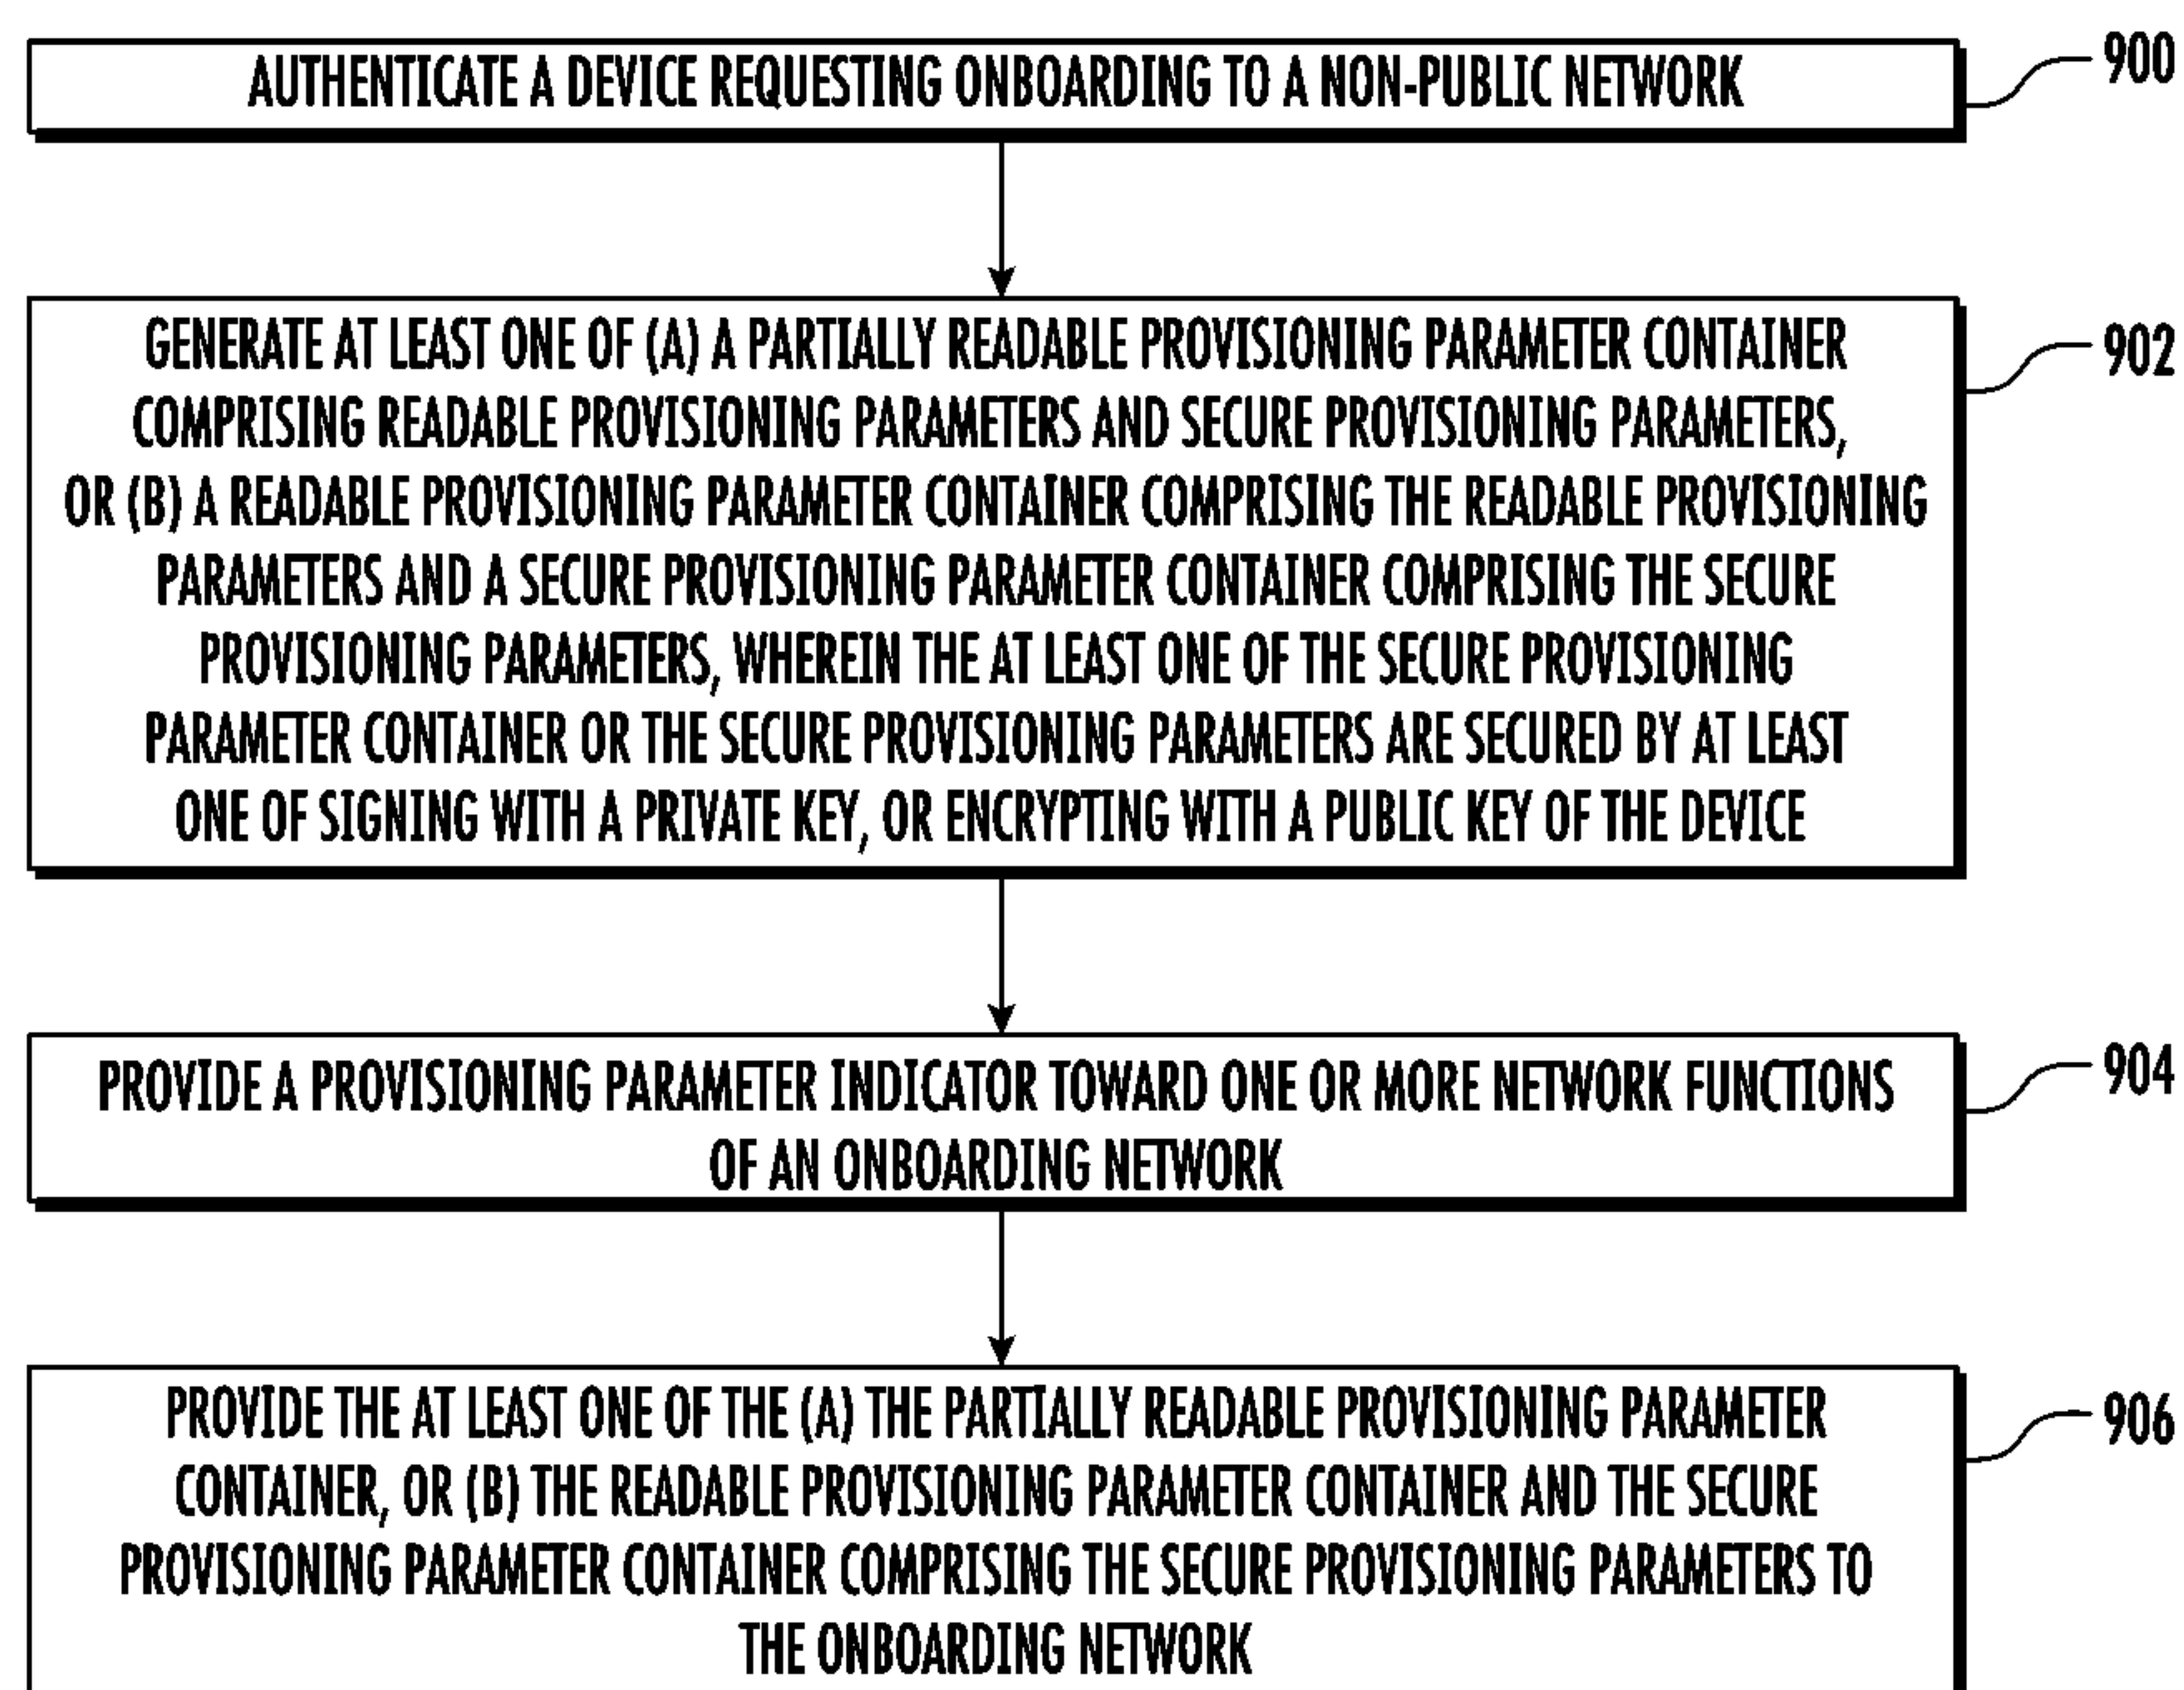 AUTHENTICATE A DEVICE REQUESTING ONBOARDING TO A NON-PUBLIC NETWORK
900
GENERATE AT LEAST ONE OF (A) A PARTIALLY READABLE PROVISIONING PARAMETER CONTAINER
COMPRISING READABLE PROVISIONING PARAMETERS AND SECURE PROVISIONING PARAMETERS,
OR (B) A READABLE PROVISIONING PARAMETER CONTAINER COMPRISING THE READABLE PROVISIONING
PARAMETERS AND A SECURE PROVISIONING PARAMETER CONTAINER COMPRISING THE SECURE
PROVISIONING PARAMETERS, WHEREIN THE AT LEAST ONE OF THE SECURE PROVISIONING
PARAMETER CONTAINER OR THE SECURE PROVISIONING PARAMETERS ARE SECURED BY AT LEAST
ONE OF SIGNING WITH A PRIVATE KEY, OR ENCRYPTING WITH A PUBLIC KEY OF THE DEVICE
902
PROVIDE A PROVISIONING PARAMETER INDICATOR TOWARD ONE OR MORE NETWORK FUNCTIONS
OF AN ONBOARDING NETWORK
904
PROVIDE THE AT LEAST ONE OF THE (A) THE PARTIALLY READABLE PROVISIONING PARAMETER
CONTAINER, OR (B) THE READABLE PROVISIONING PARAMETER CONTAINER AND THE SECURE
PROVISIONING PARAMETER CONTAINER COMPRISING THE SECURE PROVISIONING PARAMETERS TO
THE ONBOARDING NETWORK
906